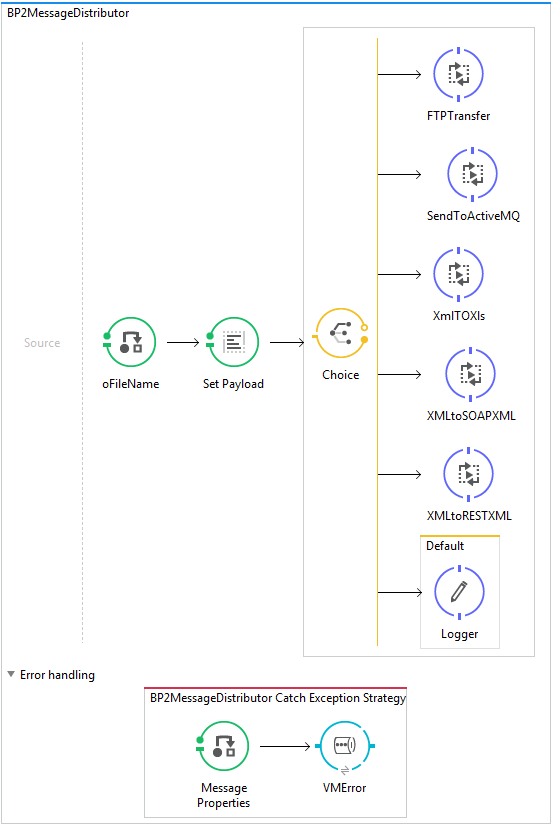 BP2MessageDistributor
FTPTransfer
SendToActiveMQ
XmlTOXls
Source
oFileName
Set Payload
Choice
XMLtoSOAPXML
XMLtoRESTXML
Default
Logger
Error handling
BP2MessageDistributor Catch Exception Strategy
Message
Properties
VMError